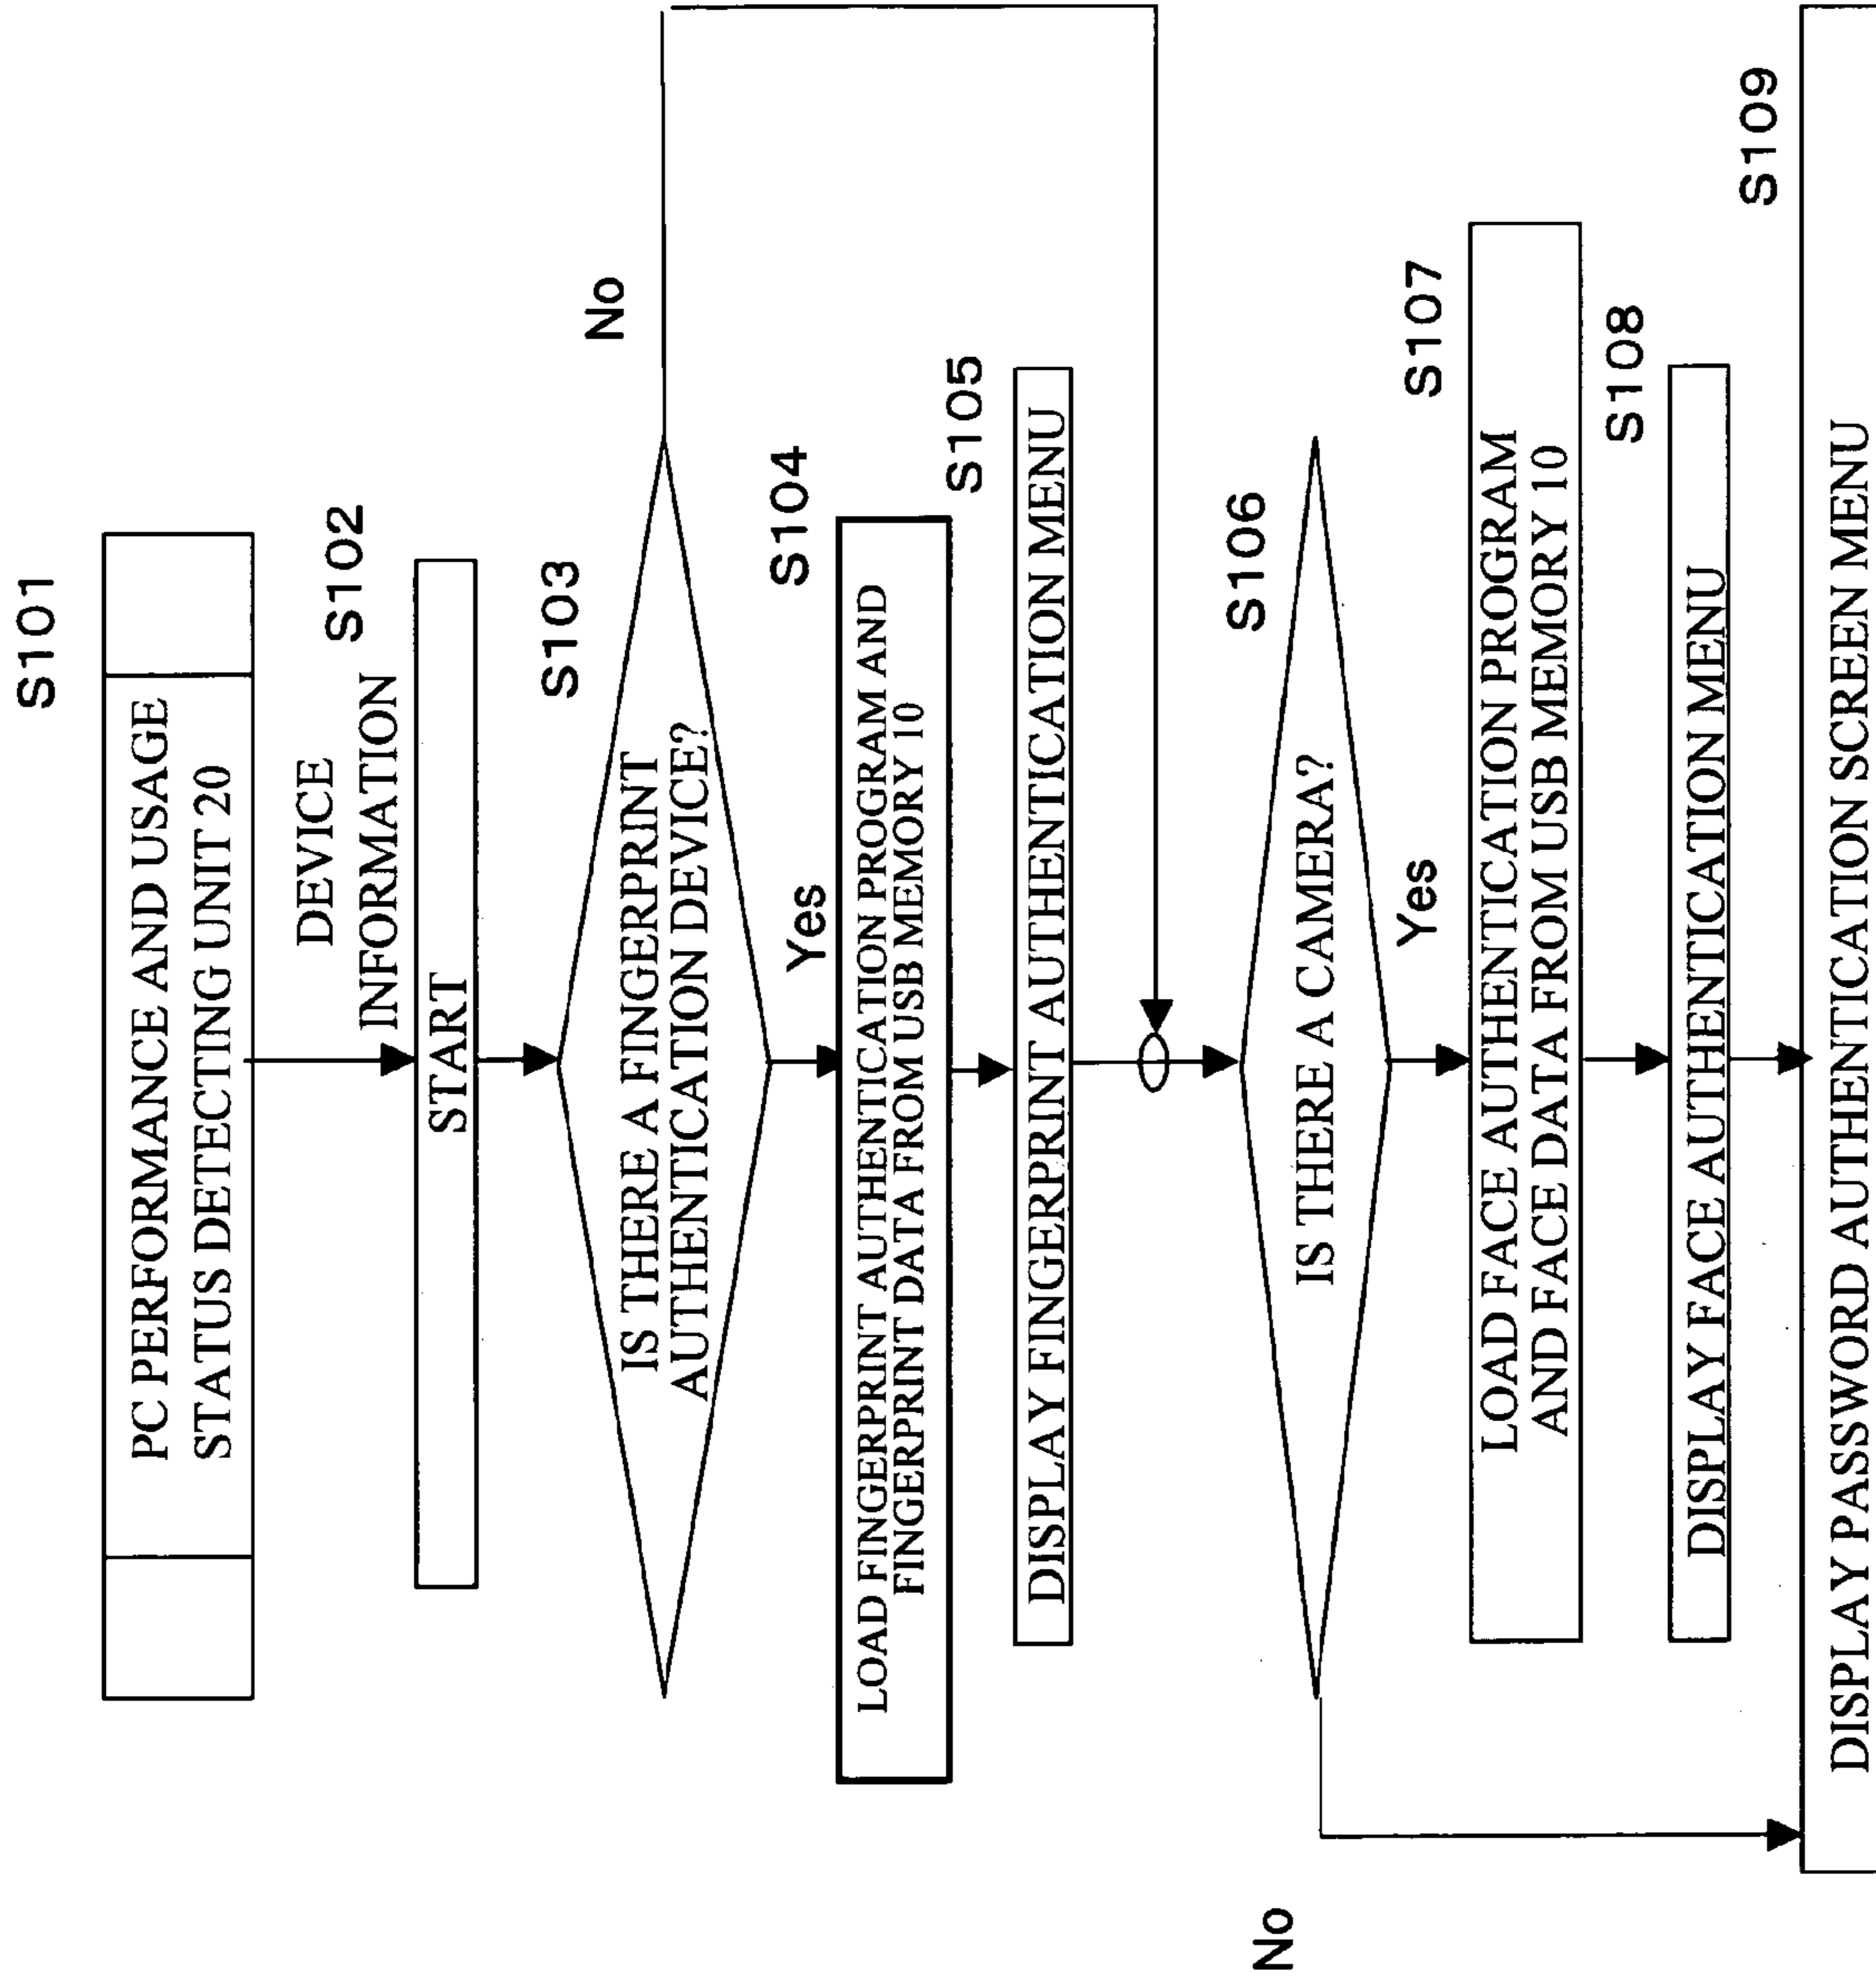 S101
PC PERFORMANCE AND USAGE
STATUS DETECTING UNIT 20
DEVICE
INFORMATION
S102
START
S103
IS THERE A FINGERPRINT
AUTHENTICATION DEVICE?
No
Yes
S104
LOAD FINGERPRINT AUTHENTICATION PROGRAM AND
FINGERPRINT DATA FROM USB MEMORY 10
S105
DISPLAY FINGERPRINT AUTHENTICATION MENU
S106
IS THERE A CAMERA?
No
Yes
S107
LOAD FACE AUTHENTICATION PROGRAM
AND FACE DATA FROM USB MEMORY 10
S108
DISPLAY FACE AUTHENTICATION MENU
S109
DISPLAY PASSWORD AUTHENTICATION SCREEN MENU